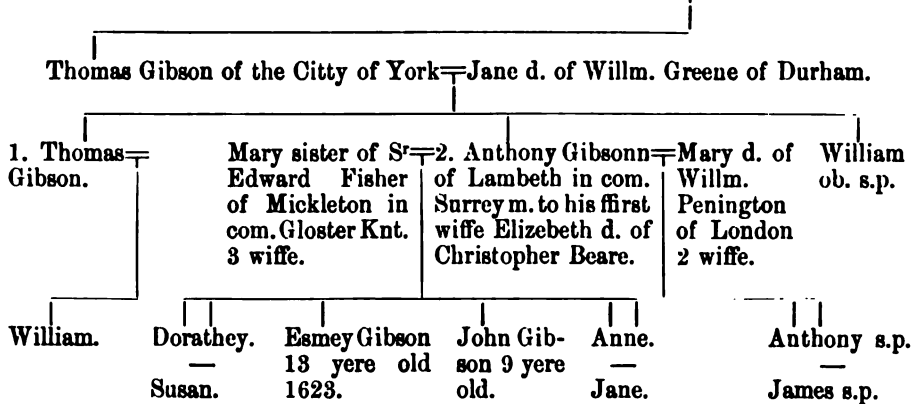 Thomas Gibson of the Citty of York=Jane d. of Willm. Greene of Durham.
1. Thomas=
Gibson.
Mary sister of Sr=
Edward Fisher
of Mickleton in
com. Gloster Knt.
3 wiffe.
2. Anthony Gibsonn=
of Lambeth in com.
Surrey m. to his ffirst
wiffe Elizebeth d. of
Christopher Beare.
Mary d. of
Willm.
Penington
of London
2 wiffe.
William
ob. s.p.
William.
Dorathey.
—
Susan.
Esmey Gibson
13 yere old
1623.
John Gib-
son 9 yere
old.
Anne.
—
Jane.
Anthony s.p.
—
James s.p.